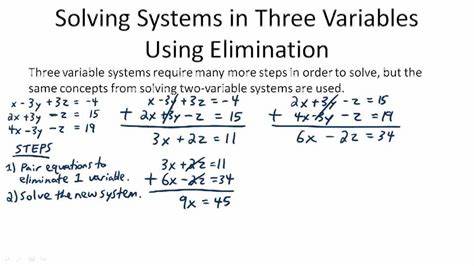 Solving Systems in Three Variables
Using Elimination
Three variable systems require many more steps in order to solve, but the
same concepts from solving two-variable systems are used.
x - 3y + 3z = -4
2x + 3y - z = 15
4x - 3y - z = 19
STEPS
1) Pair equations to
eliminate 1 variable.
2) Solve the new system.
x - 3y + 3z = -4
+ 2x + 3y - z = 15
3x + 2z = 11
3x + 2z = 11
+ 6x - 2z = 34
9x = 45
2x + 3y - z = 15
+ 4x - 3y - z = 19
6x - 2z = 34